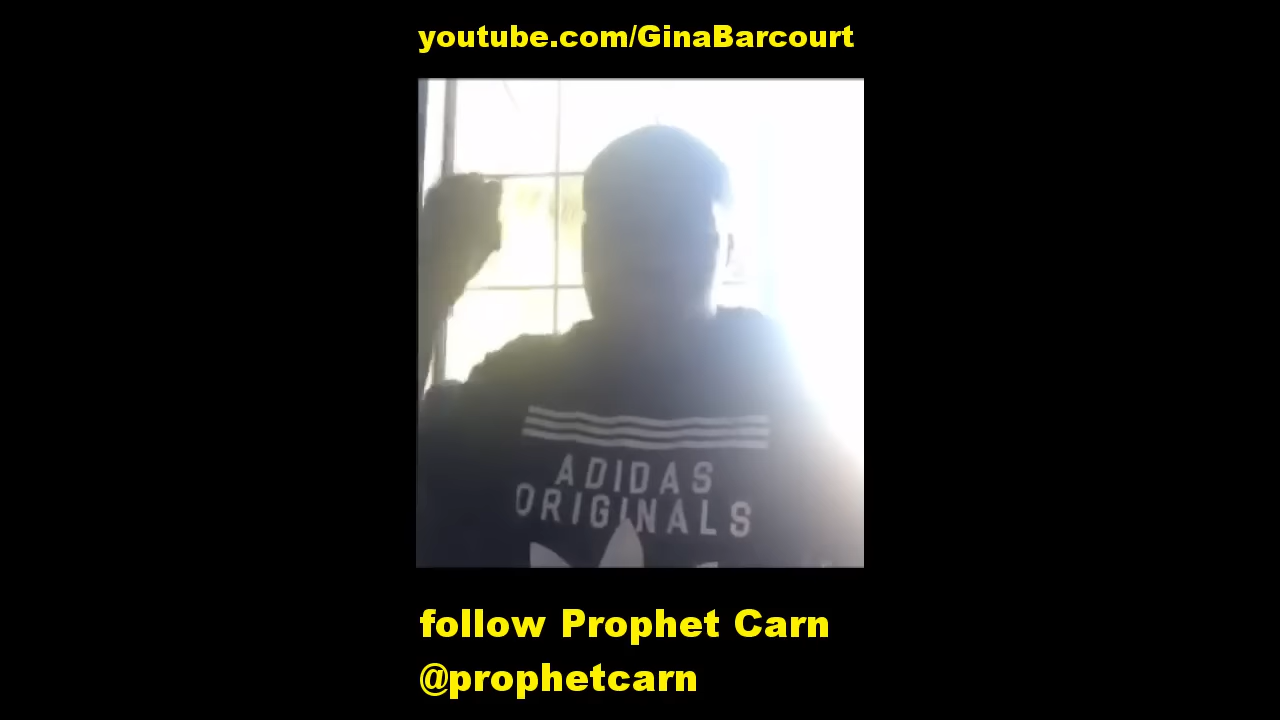 youtube.com/GinaBarcourt
ADIDAS
ORIGINALS
follow Prophet Carn
@prophetcarn